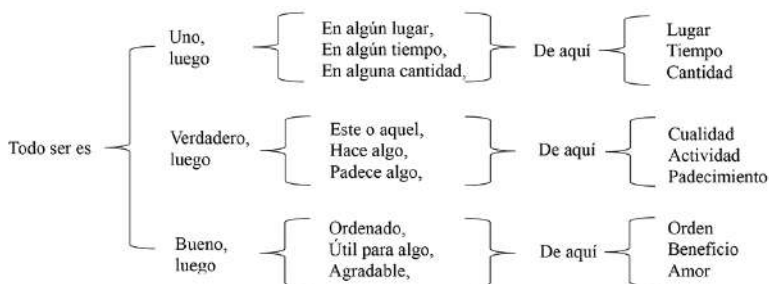 Todo ser es
Uno,
luego
En algún lugar,
En algún tiempo,
En alguna cantidad,
De aquí
Lugar
Tiempo
Cantidad
Verdadero,
luego
Este o aquel,
Hace algo,
Padece algo,
De aquí
Cualidad
Actividad
Padecimiento
Bueno,
luego
Ordenado,
Útil para algo,
Agradable,
De aquí
Orden
Beneficio
Amor